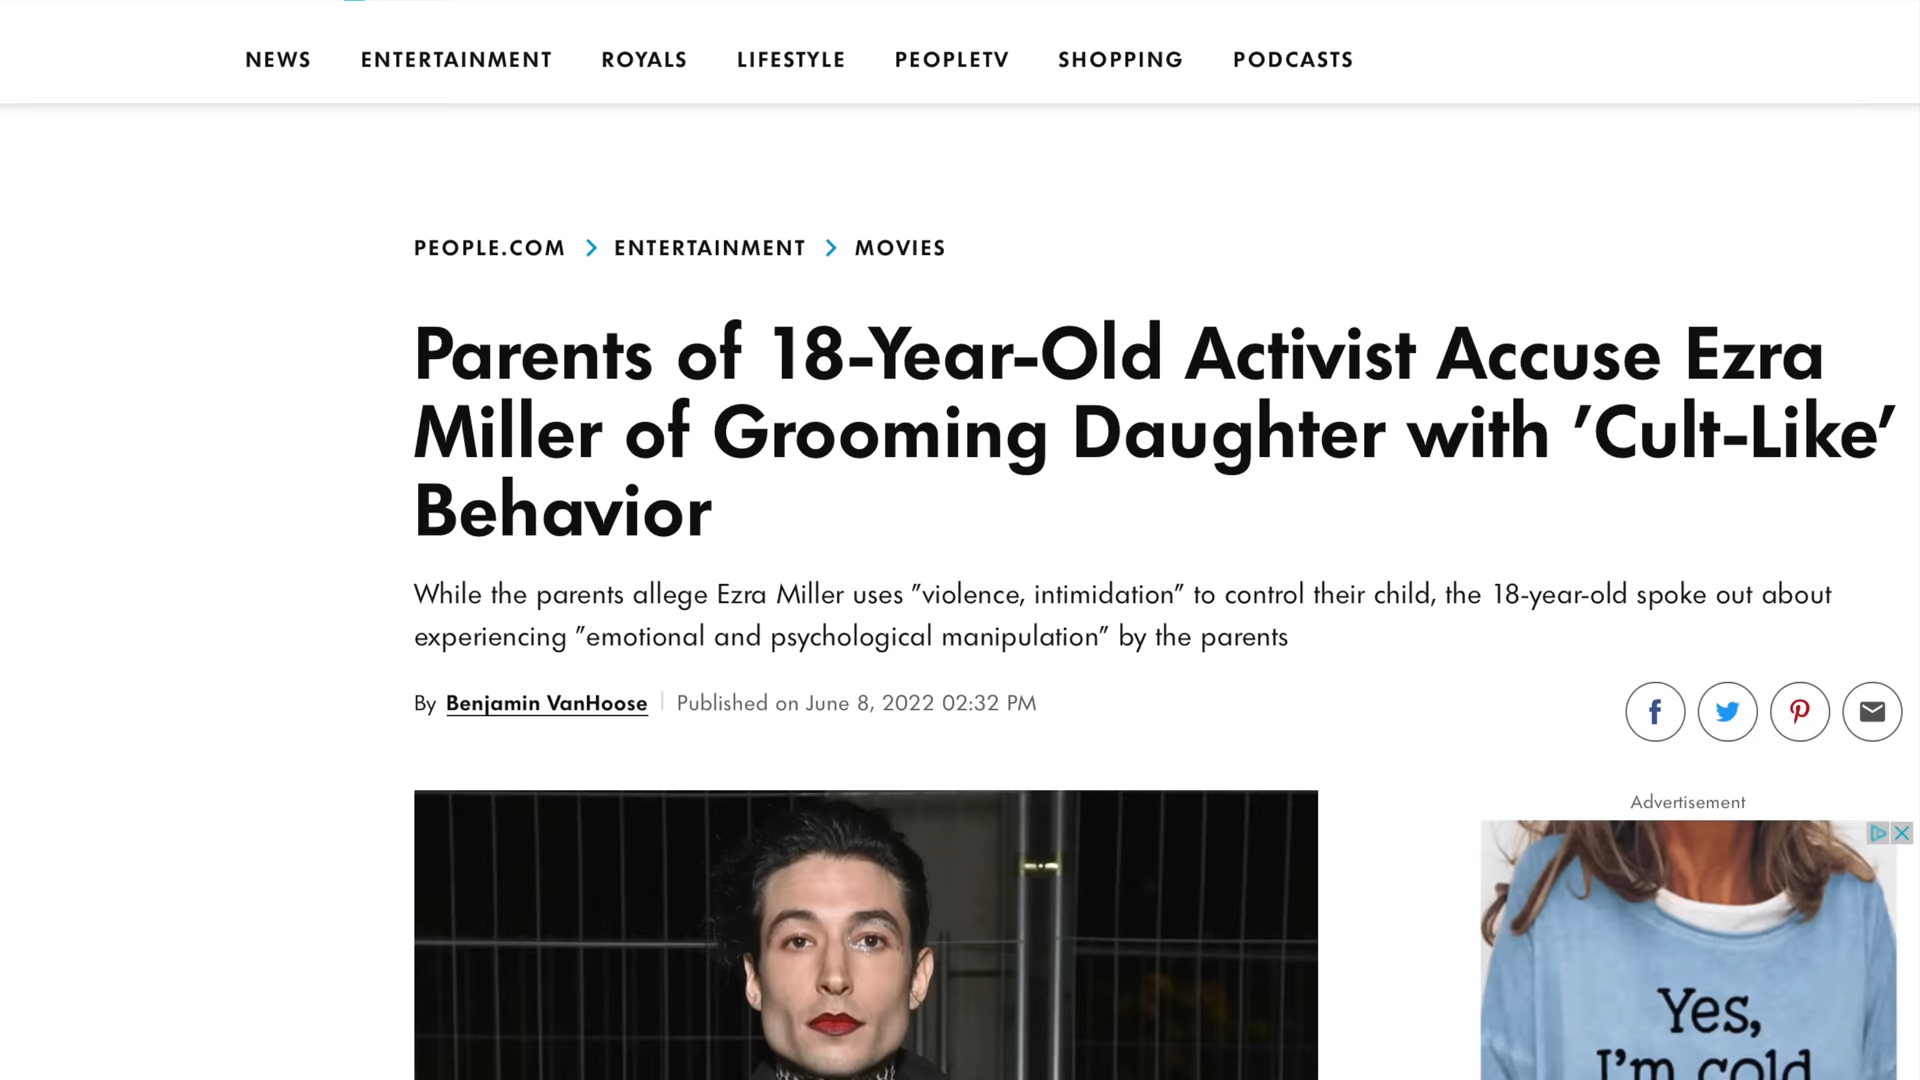 NEWS ENTERTAINMENT ROYALS LIFESTYLE PEOPLETV SHOPPING PODCASTS
PEOPLE.COM > ENTERTAINMENT > MOVIES
Parents of 18-Year-Old Activist Accuse Ezra
Miller of Grooming Daughter with 'Cult-Like'
Behavior
While the parents allege Ezra Miller uses "violence, intimidation" to control their child, the 18-year-old spoke out about
experiencing "emotional and psychological manipulation" by the parents
By Benjamin VanHoose | Published on June 8, 2022 02:32 PM
Advertisement
Yes,
I'm cold